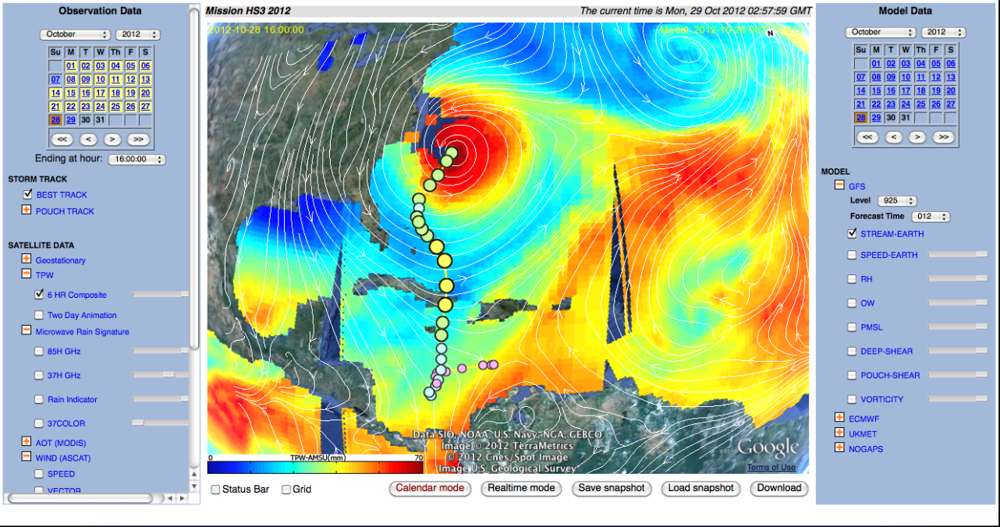 Observation Data
October 2012
Su M T W Th F S
01 02 03 04 05 06
07 08 09 10 11 12 13
14 15 16 17 18 19 20
21 22 23 24 25 26 27
28 29 30 31
<< < > >>
Ending at hour: 16:00:00
STORM TRACK
BEST TRACK
POUCH TRACK
SATELLITE DATA
Geostationary
TPW
6 HR Composite
Two Day Animation
Microwave Rain Signature
85H GHz
37H GHz
Rain Indicator
37COLOR
AOT (MODIS)
WIND (ASCAT)
SPEED
VECTOR
Mission HS3 2012 The current time is Mon, 29 Oct 2012 02:57:59 GMT
2012-10-28 16:00:00
N
Data SIO, NOAA, U.S. Navy, NGA, GEBCO
Image © 2012 TerraMetrics
© 2012 Cnes/Spot Image
Image U.S. Geological Survey
©2010 Google
Terms of Use
0 TPW-AMSU(mm) 70
Status Bar Grid Calendar mode Realtime mode Save snapshot Load snapshot Download
Model Data
October 2012
Su M T W Th F S
01 02 03 04 05 06
07 08 09 10 11 12 13
14 15 16 17 18 19 20
21 22 23 24 25 26 27
28 29 30 31
<< < > >>
MODEL
GFS
Level 925
Forecast Time 012
STREAM-EARTH
SPEED-EARTH
RH
OW
PMSL
DEEP-SHEAR
POUCH-SHEAR
VORTICITY
ECMWF
UKMET
NOGAPS